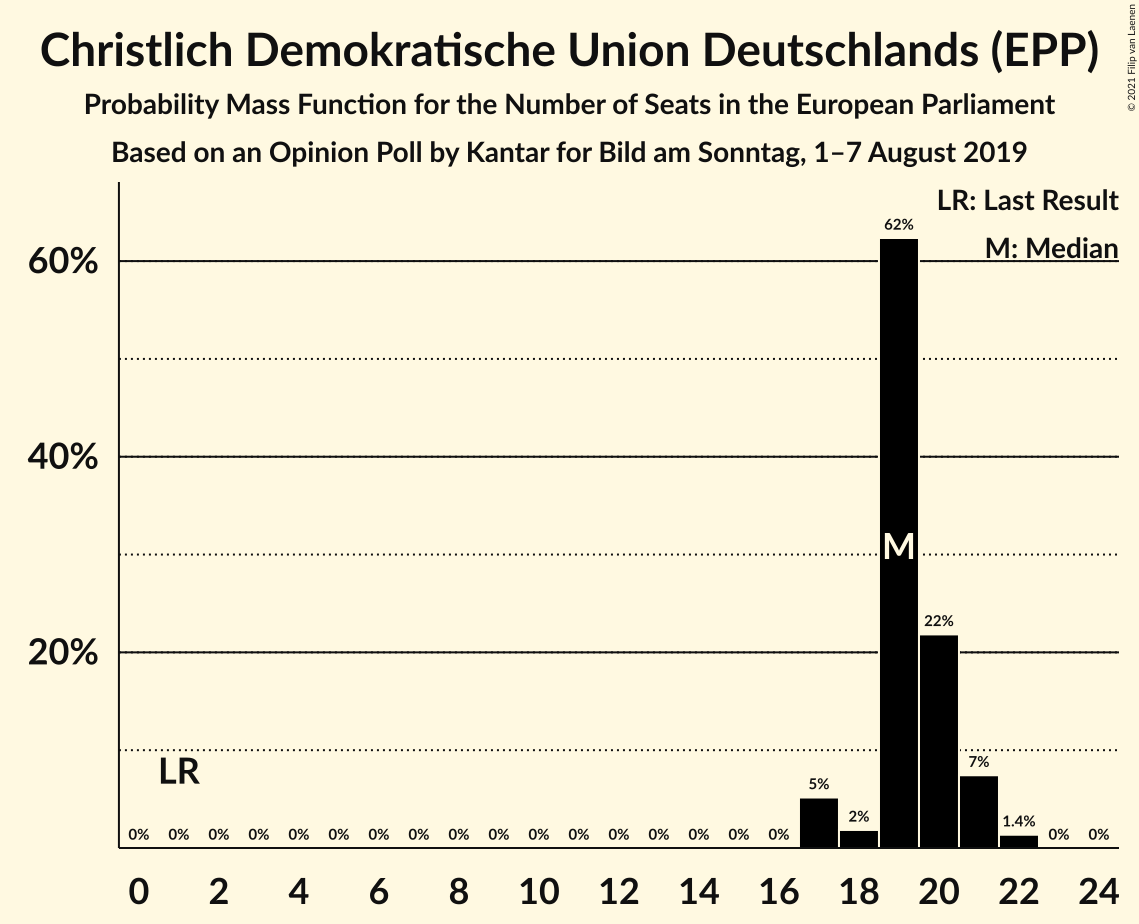 Christlich Demokratische Union Deutschlands (EPP)
Probability Mass Function for the Number of Seats in the European Parliament
Based on an Opinion Poll by Kantar for Bild am Sonntag, 1–7 August 2019
© 2021 Filip van Laenen
LR: Last Result
M: Median
60%
40%
20%
62%
M
22%
LR
7%
5%
2%
1.4%
0% 0% 0% 0% 0% 0% 0% 0% 0% 0% 0% 0% 0% 0% 0% 0% 0% 0% 0%
0 2 4 6 8 10 12 14 16 18 20 22 24